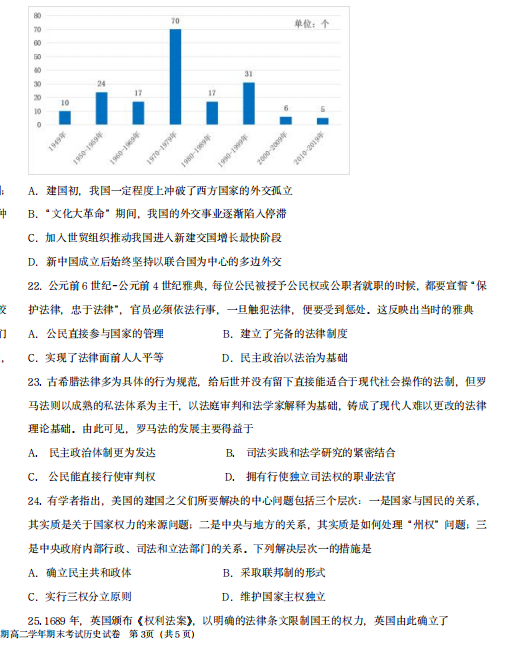 80
70
60
50
40
30
20
10
0
单位：个
10
24
17
70
17
31
6
5
1949年
1950-1959年
1960-1969年
1970-1979年
1980-1989年
1990-1999年
2000-2009年
2010-2019年
A. 建国初，我国一定程度上冲破了西方国家的外交孤立
种 B. “文化大革命”期间，我国的外交事业逐渐陷入停滞
C. 加入世贸组织推动我国进入新建交国增长最快阶段
D. 新中国成立后始终坚持以联合国为中心的多边外交
22. 公元前6世纪-公元前4世纪雅典，每位公民被授予公民权或公职者就职的时候，都要宣誓“保
护法律，忠于法律”，官员必须依法行事，一旦触犯法律，便要受到惩处。这反映出当时的雅典
们 A. 公民直接参与国家的管理 B. 建立了完备的法律制度
， C. 实现了法律面前人人平等 D. 民主政治以法治为基础
23. 古希腊法律多为具体的行为规范，给后世并没有留下直接能适合于现代社会操作的法制，但罗
马法则以成熟的私法体系为主干，以法庭审判和法学家解释为基础，铸成了现代人难以更改的法律
理论基础。由此可见，罗马法的发展主要得益于
A. 民主政治体制更为发达 B. 司法实践和法学研究的紧密结合
C. 公民能直接行使审判权 D. 拥有行使独立司法权的职业法官
24. 有学者指出，美国的建国之父们所要解决的中心问题包括三个层次：一是国家与国民的关系，
其实质是关于国家权力的来源问题；二是中央与地方的关系，其实质是如何处理“州权”问题；三
是中央政府内部行政、司法和立法部门的关系。下列解决层次一的措施是
A. 确立民主共和政体 B. 采取联邦制的形式
C. 实行三权分立原则 D. 维护国家主权独立
25.1689 年，英国颁布《权利法案》，以明确的法律条文限制国王的权力，英国由此确立了
期高二学年期末考试历史试卷 第 3页（共 5 页）